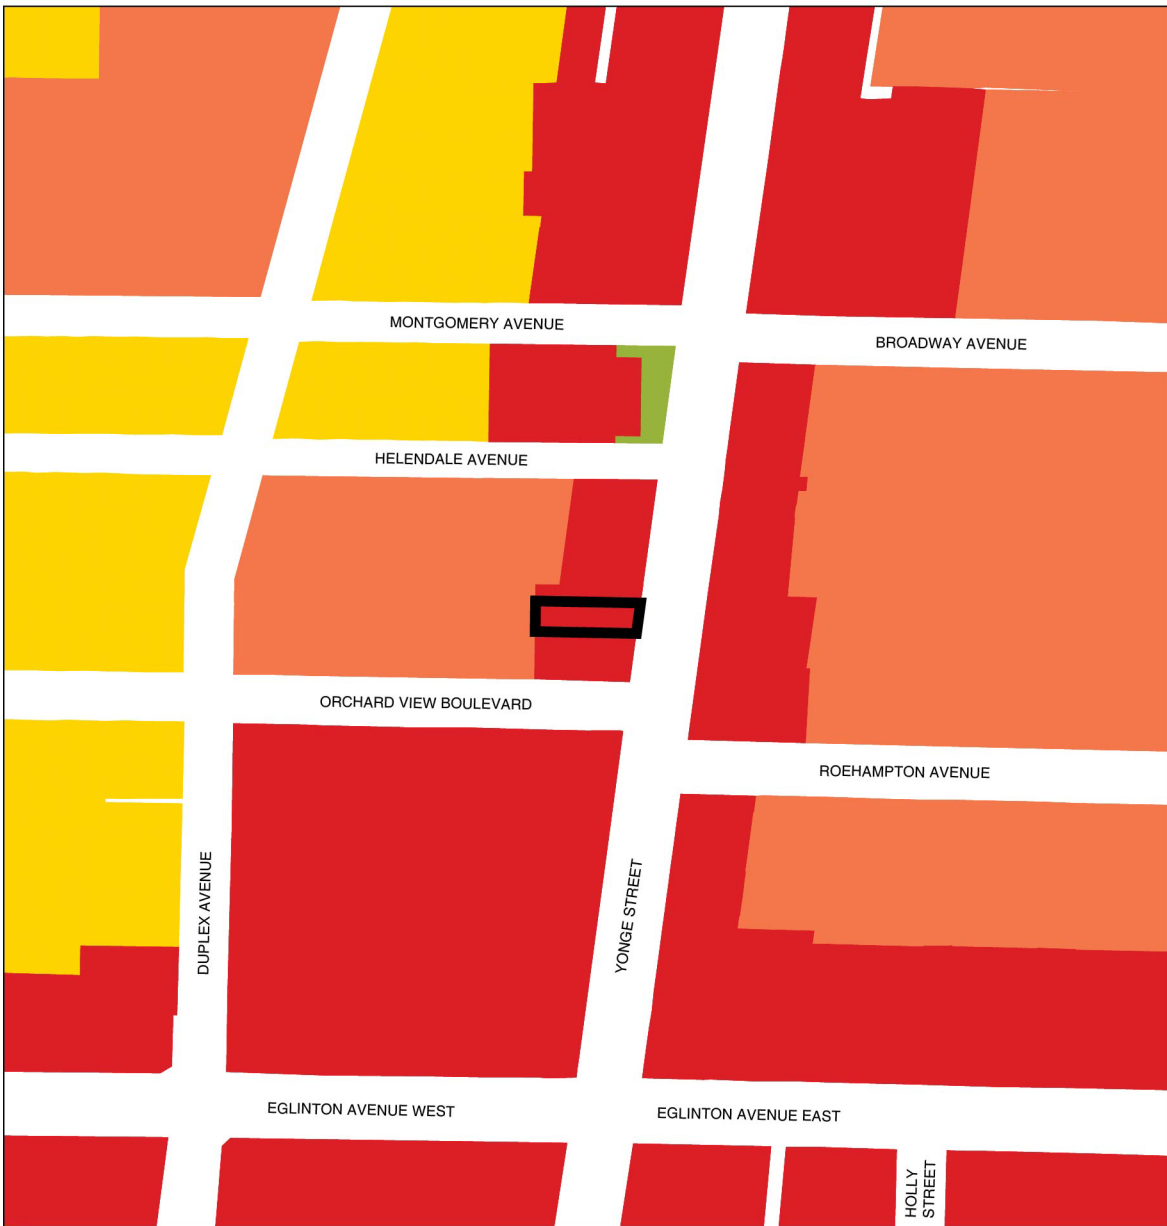 MONTGOMERY AVENUE
BROADWAY AVENUE
HELENDALE AVENUE
ORCHARD VIEW BOULEVARD
ROEHAMPTON AVENUE
DUPLEX AVENUE
YONGE STREET
EGLINTON AVENUE WEST
EGLINTON AVENUE EAST
HOLLY
STREET